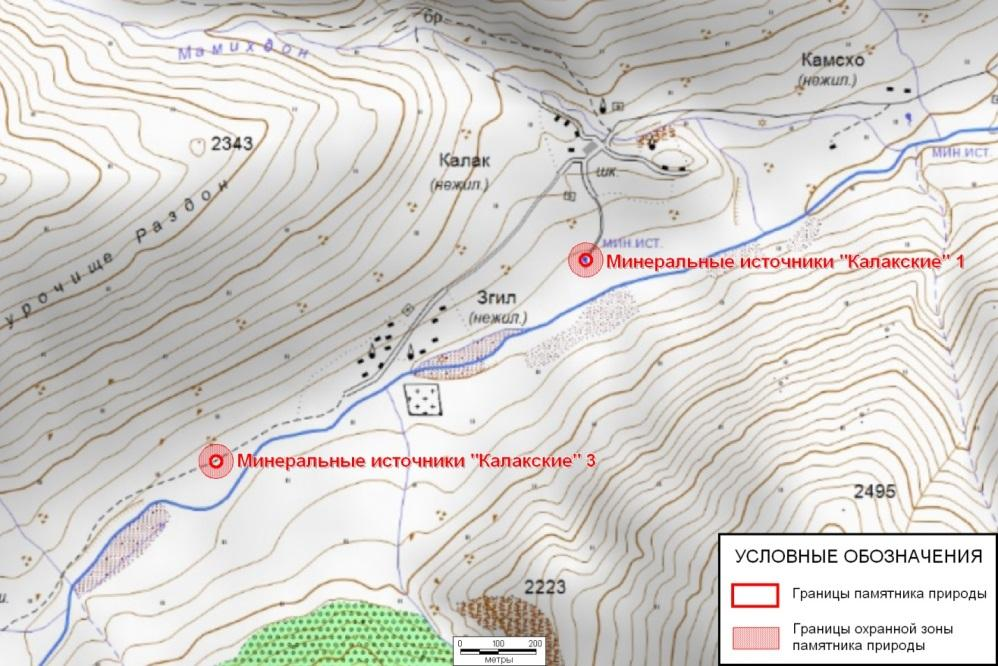 бр
Мамихдон
Камсхо
(нежил.)
2343
Калак
(нежил.)
шк.
мин.ист.
урочище Раздон
мин.ист.
Минеральные источники "Калакские" 1
Згил
(нежил.)
Минеральные источники "Калакские" 3
2495
УСЛОВНЫЕ ОБОЗНАЧЕНИЯ
2223
Границы памятника природы
Границы охранной зоны
памятника природы
0 100 200
метры